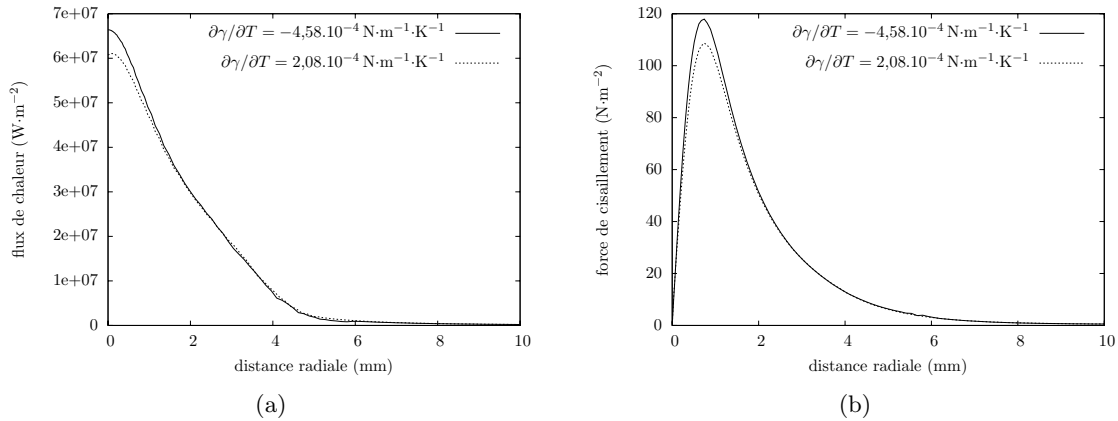 7e+07
6e+07
5e+07
4e+07
3e+07
2e+07
1e+07
0
0 2 4 6 8 10
flux de chaleur (W·m⁻²)
distance radiale (mm)
∂γ/∂T = −4,58.10⁻⁴ N·m⁻¹·K⁻¹
∂γ/∂T = 2,08.10⁻⁴ N·m⁻¹·K⁻¹
(a)
120
100
80
60
40
20
0
0 2 4 6 8 10
force de cisaillement (N·m⁻²)
distance radiale (mm)
∂γ/∂T = −4,58.10⁻⁴ N·m⁻¹·K⁻¹
∂γ/∂T = 2,08.10⁻⁴ N·m⁻¹·K⁻¹
(b)